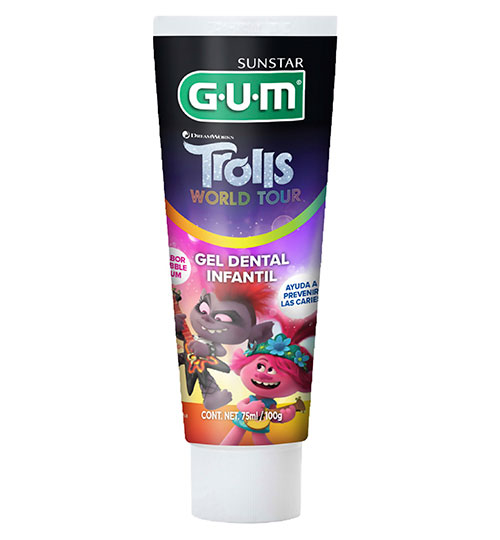 SUNSTAR
G·U·M
DREAMWORKS
Trolls
WORLD TOUR
GEL DENTAL
INFANTIL
AYUDA A
PREVENIR
LAS CARIES
CONT. NET. 75ml / 100g